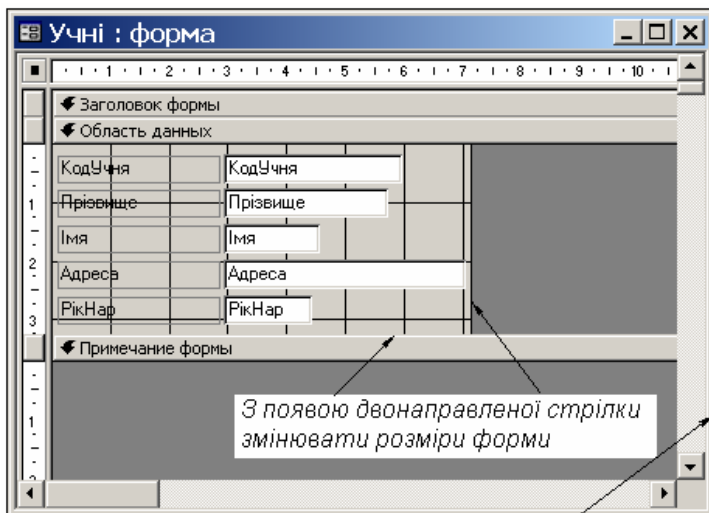 Учні : форма
1 2 3 4 5 6 7 8 9 10
Заголовок формы
Область данных
КодУчня КодУчня
Прізвище Прізвище
Імя Імя
Адреса Адреса
РікНар РікНар
1
2
3
Примечание формы
З появою двонаправленої стрілки
змінювати розміри форми
1